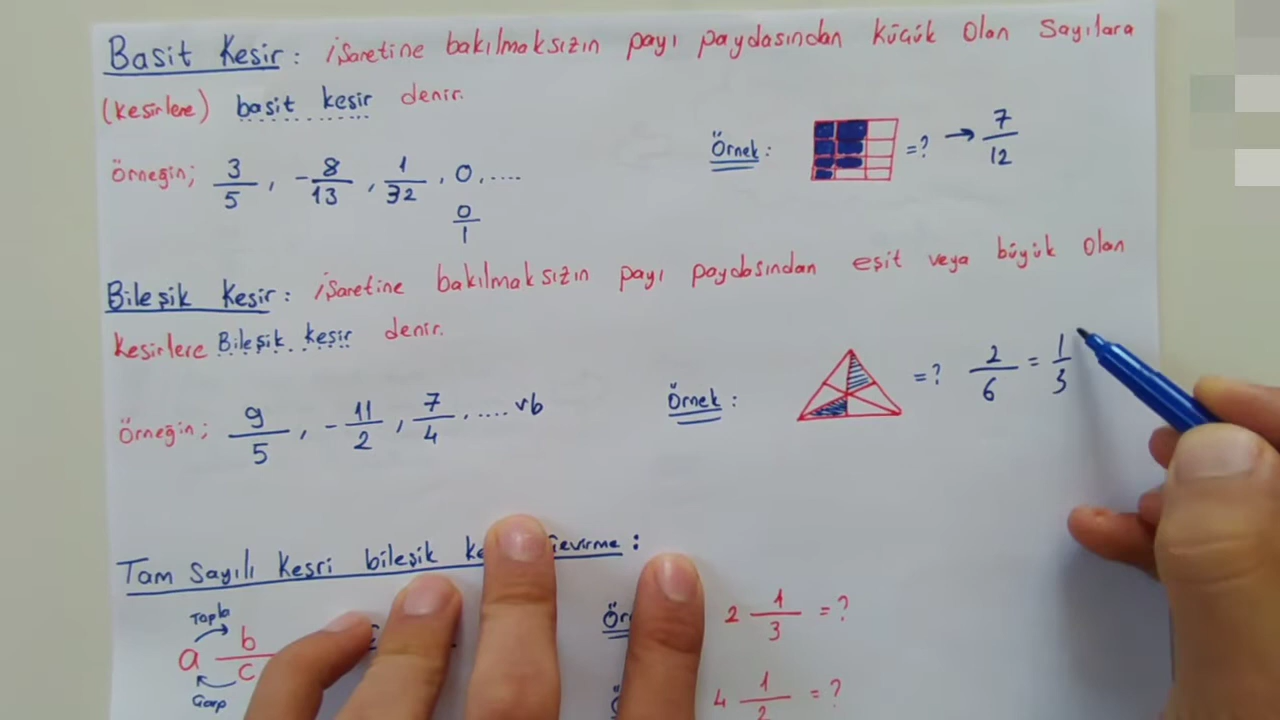 Basit Kesir : işaretine bakılmaksızın payı paydasından küçük olan sayılara
(kesirlere) basit kesir denir.
Örnek : =? → 7/12
Örneğin; 3/5, -8/13, 1/32, 0, ....
0/1
Bileşik Kesir : işaretine bakılmaksızın payı paydasından eşit veya büyük olan
kesirlere Bileşik kesir denir.
Örnek : =? 2/6 = 1/3
Örneğin; 9/5, -11/2, 7/4, .... vb
Tam Sayılı Kesri bileşik :
Topla
a b/c
Çarp
2 1/3 = ?
4 1/2 = ?